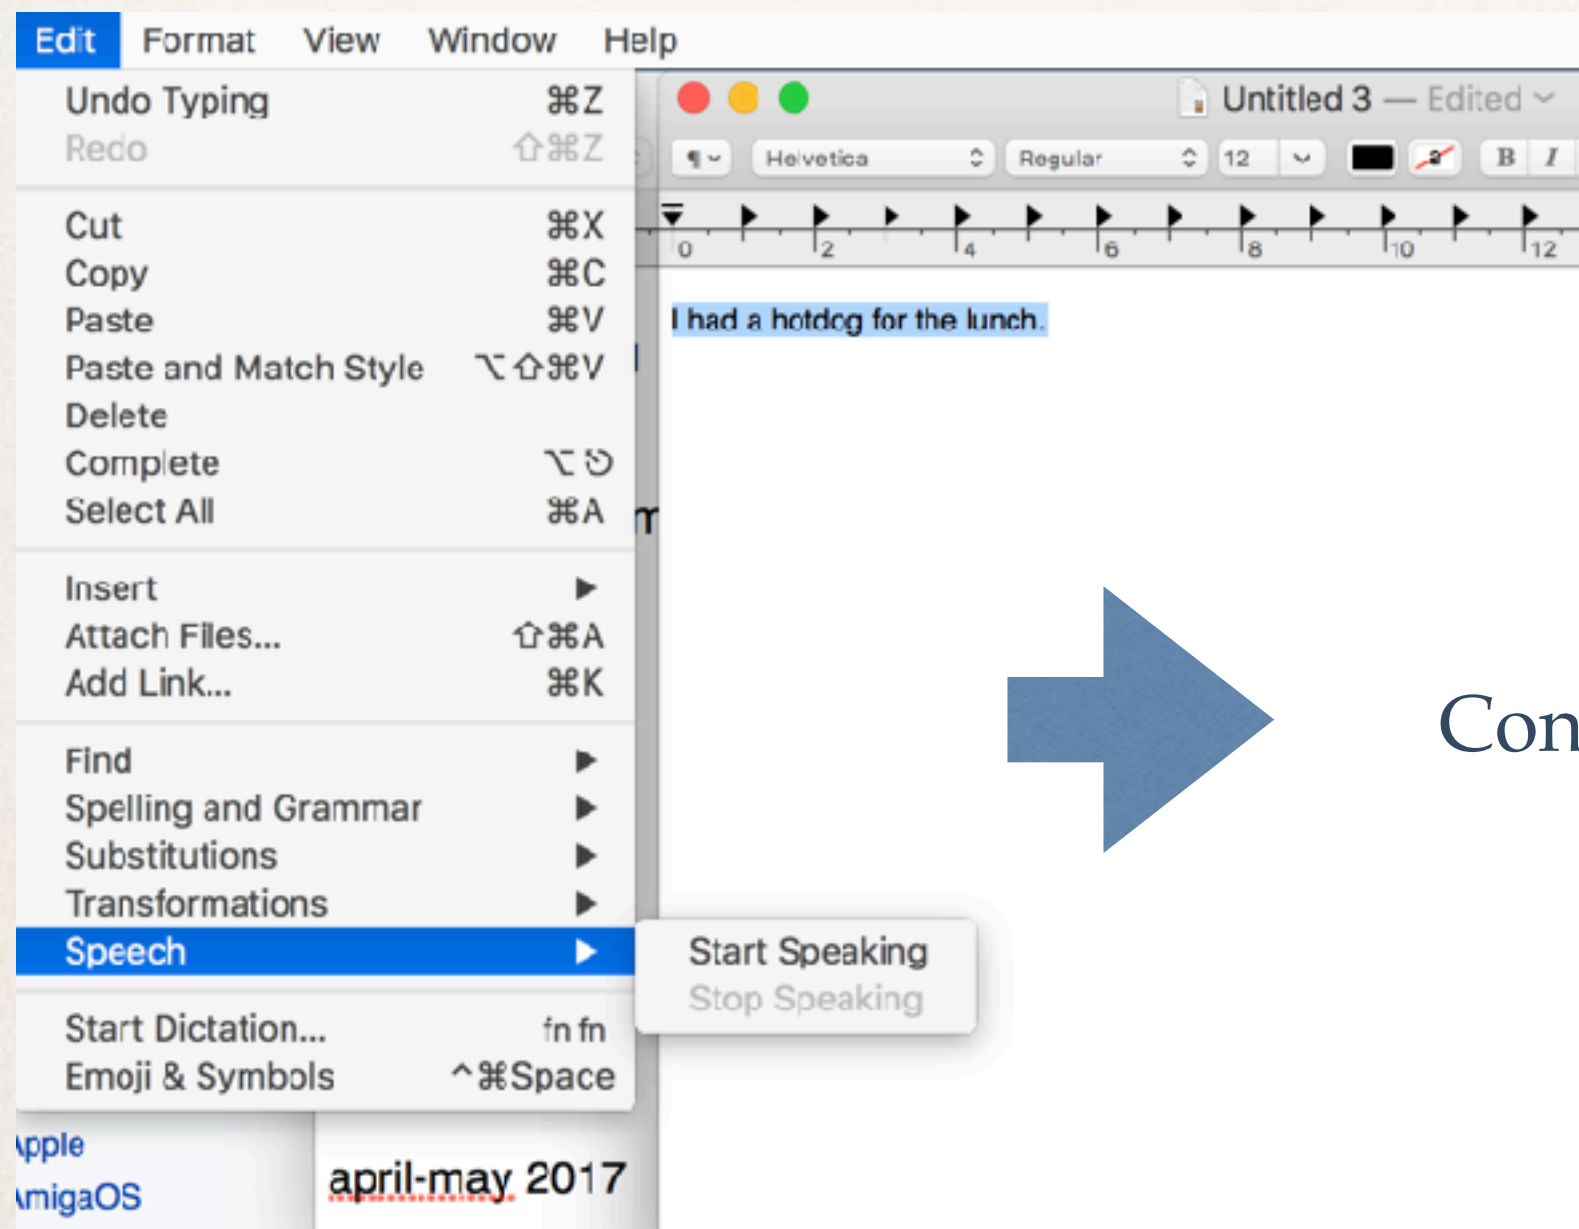 Edit Format View Window Help
Undo Typing ⌘Z
Redo ⇧⌘Z
Cut ⌘X
Copy ⌘C
Paste ⌘V
Paste and Match Style ⌥⇧⌘V
Delete
Complete ⌥⎋
Select All ⌘A
Insert ▶
Attach Files... ⇧⌘A
Add Link... ⌘K
Find ▶
Spelling and Grammar ▶
Substitutions ▶
Transformations ▶
Speech ▶
Start Speaking
Stop Speaking
Start Dictation... fn fn
Emoji & Symbols ^⌘Space
Untitled 3 — Edited
¶ Helvetica Regular 12 a B I
0 2 4 6 8 10 12
I had a hotdog for the lunch.
Con
AmigaOS
april-may 2017